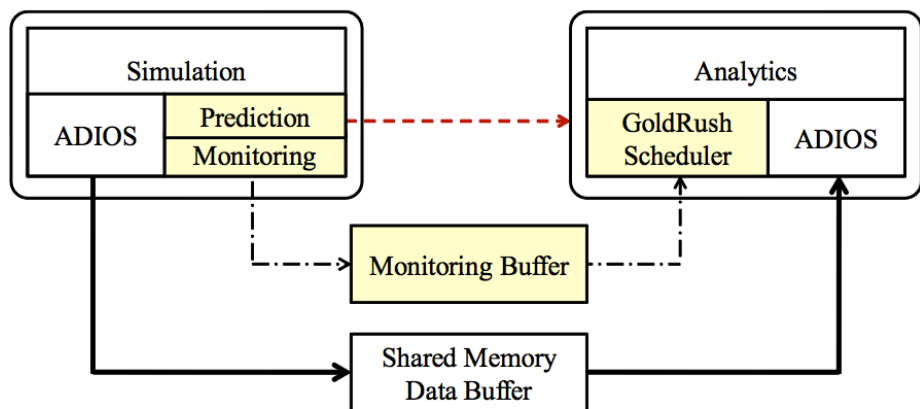 Simulation
ADIOS
Prediction
Monitoring
Analytics
GoldRush
Scheduler
ADIOS
Monitoring Buffer
Shared Memory
Data Buffer